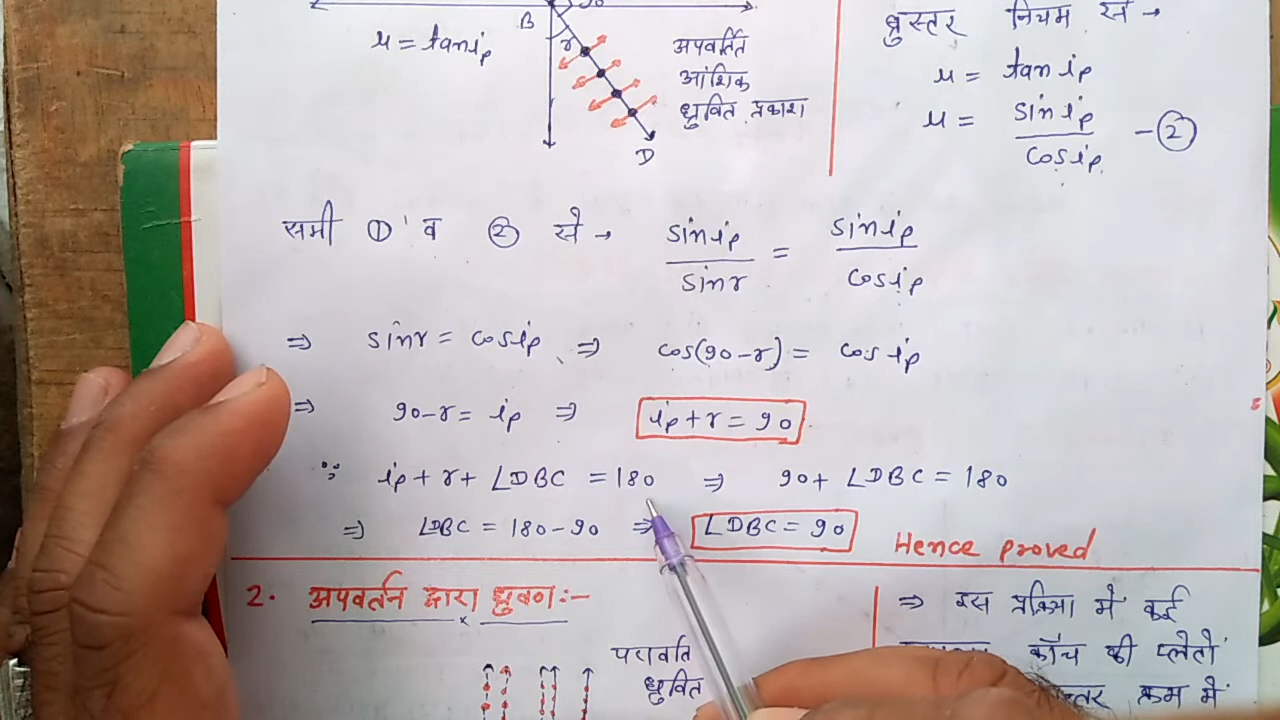 B 90
μ = tanip
r
अपवर्तित
आंशिक
ध्रुवित प्रकाश
D
ब्रुस्टर नियम से →
μ = tan ip
μ = sin ip / cos ip - ②
समी ① व ② से → sin ip / sin r = sin ip / cos ip
⇒ sin r = cos ip ⇒ cos(90-r) = cos ip
⇒ 90-r = ip ⇒ ip + r = 90
∵ ip + r + ∠DBC = 180 ⇒ 90 + ∠DBC = 180
⇒ ∠DBC = 180 - 90 ⇒ ∠DBC = 90 Hence proved
2. अपवर्तन द्वारा ध्रुवण :-
परावर्ति
ध्रुवित
⇒ इस प्रक्रिया में कई
काँच की प्लेटों
क्रम में